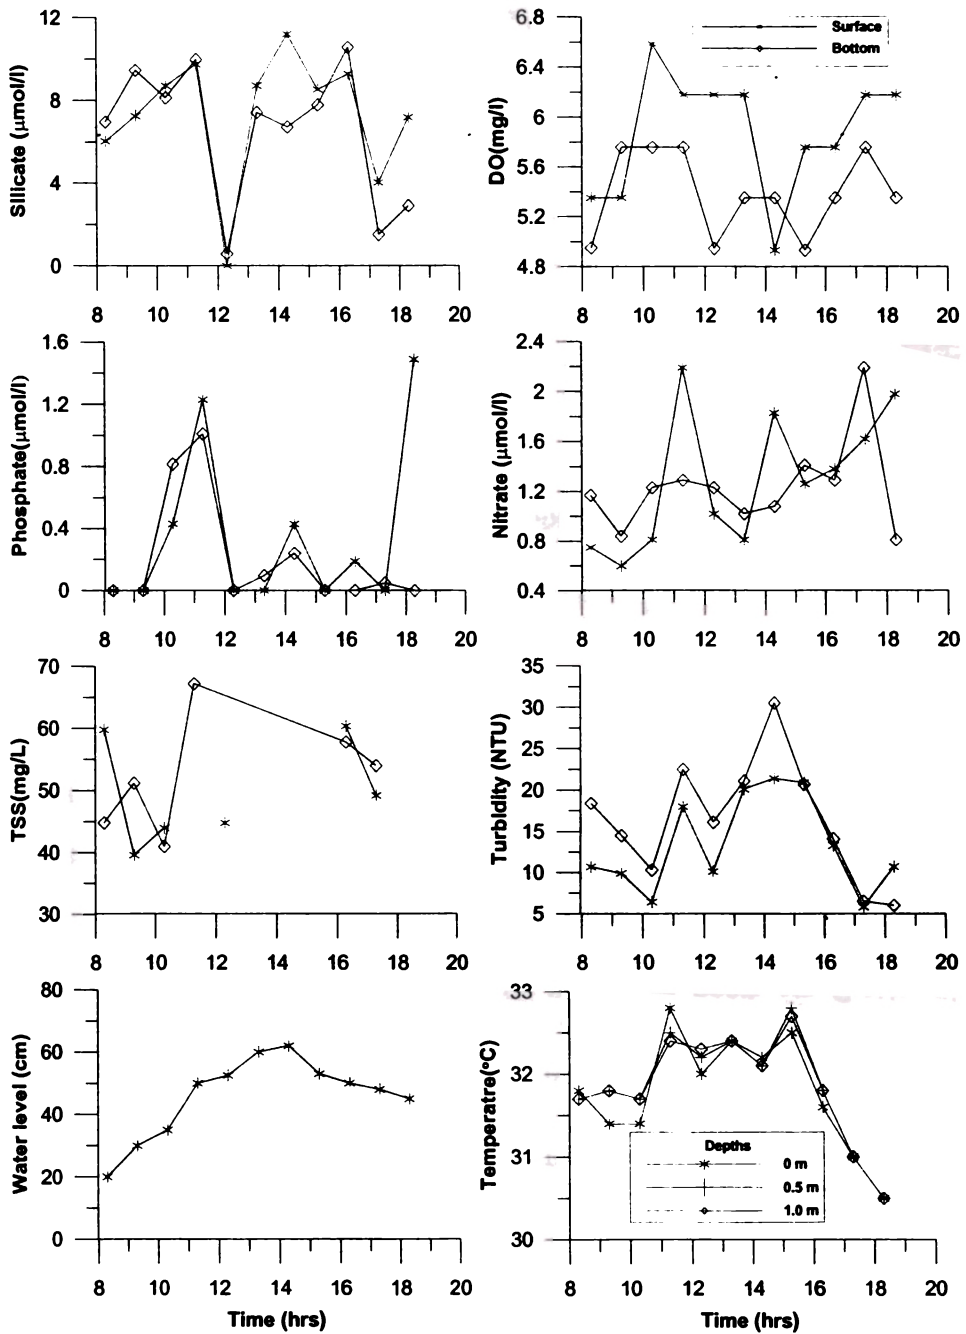 Silicate (µmol/l)
12
8
4
0
8 10 12 14 16 18 20
DO(mg/l)
6.8
6.4
6
5.6
5.2
4.8
Surface
Bottom
8 10 12 14 16 18 20
Phosphate(µmol/l)
1.6
1.2
0.8
0.4
0
8 10 12 14 16 18 20
Nitrate (µmol/l)
2.4
2
1.6
1.2
0.8
0.4
8 10 12 14 16 18 20
TSS(mg/L)
70
60
50
40
30
8 10 12 14 16 18 20
Turbidity (NTU)
35
30
25
20
15
10
5
8 10 12 14 16 18 20
Water level (cm)
80
60
40
20
0
8 10 12 14 16 18 20
Time (hrs)
Temperatre(°C)
33
32
31
30
Depths
0 m
0.5 m
1.0 m
8 10 12 14 16 18 20
Time (hrs)